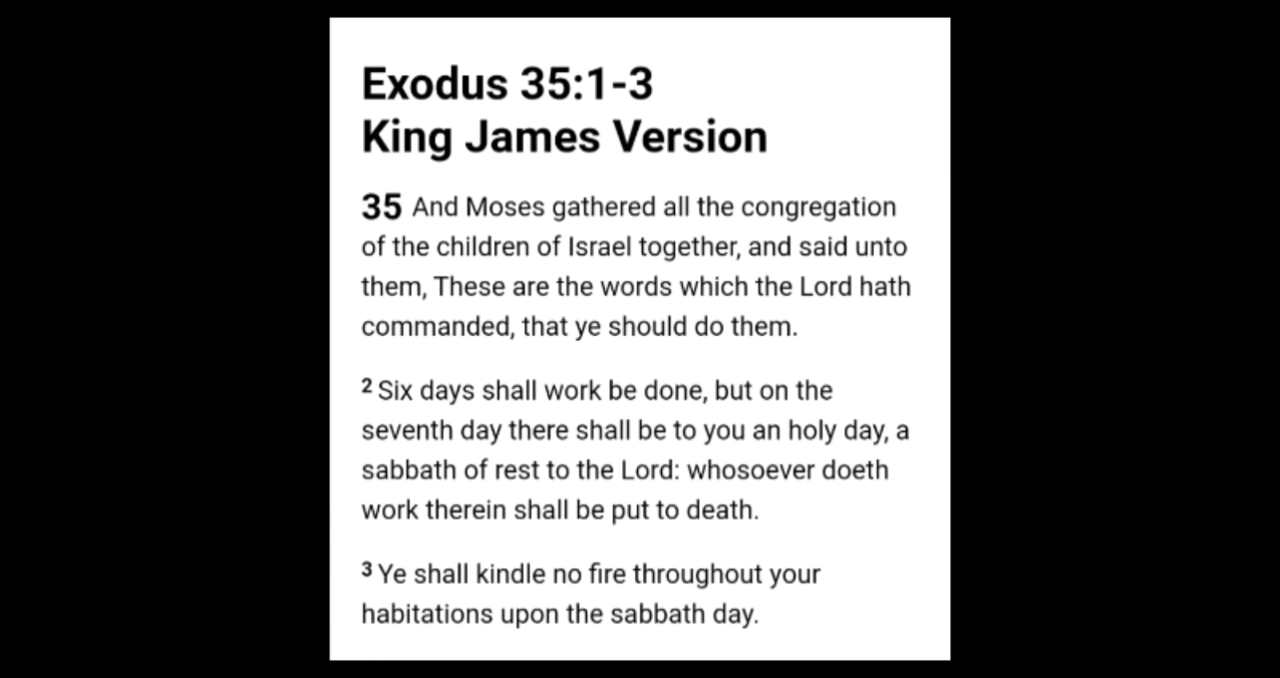 Exodus 35:1-3
King James Version
35 And Moses gathered all the congregation
of the children of Israel together, and said unto
them, These are the words which the Lord hath
commanded, that ye should do them.
2 Six days shall work be done, but on the
seventh day there shall be to you an holy day, a
sabbath of rest to the Lord: whosoever doeth
work therein shall be put to death.
3 Ye shall kindle no fire throughout your
habitations upon the sabbath day.